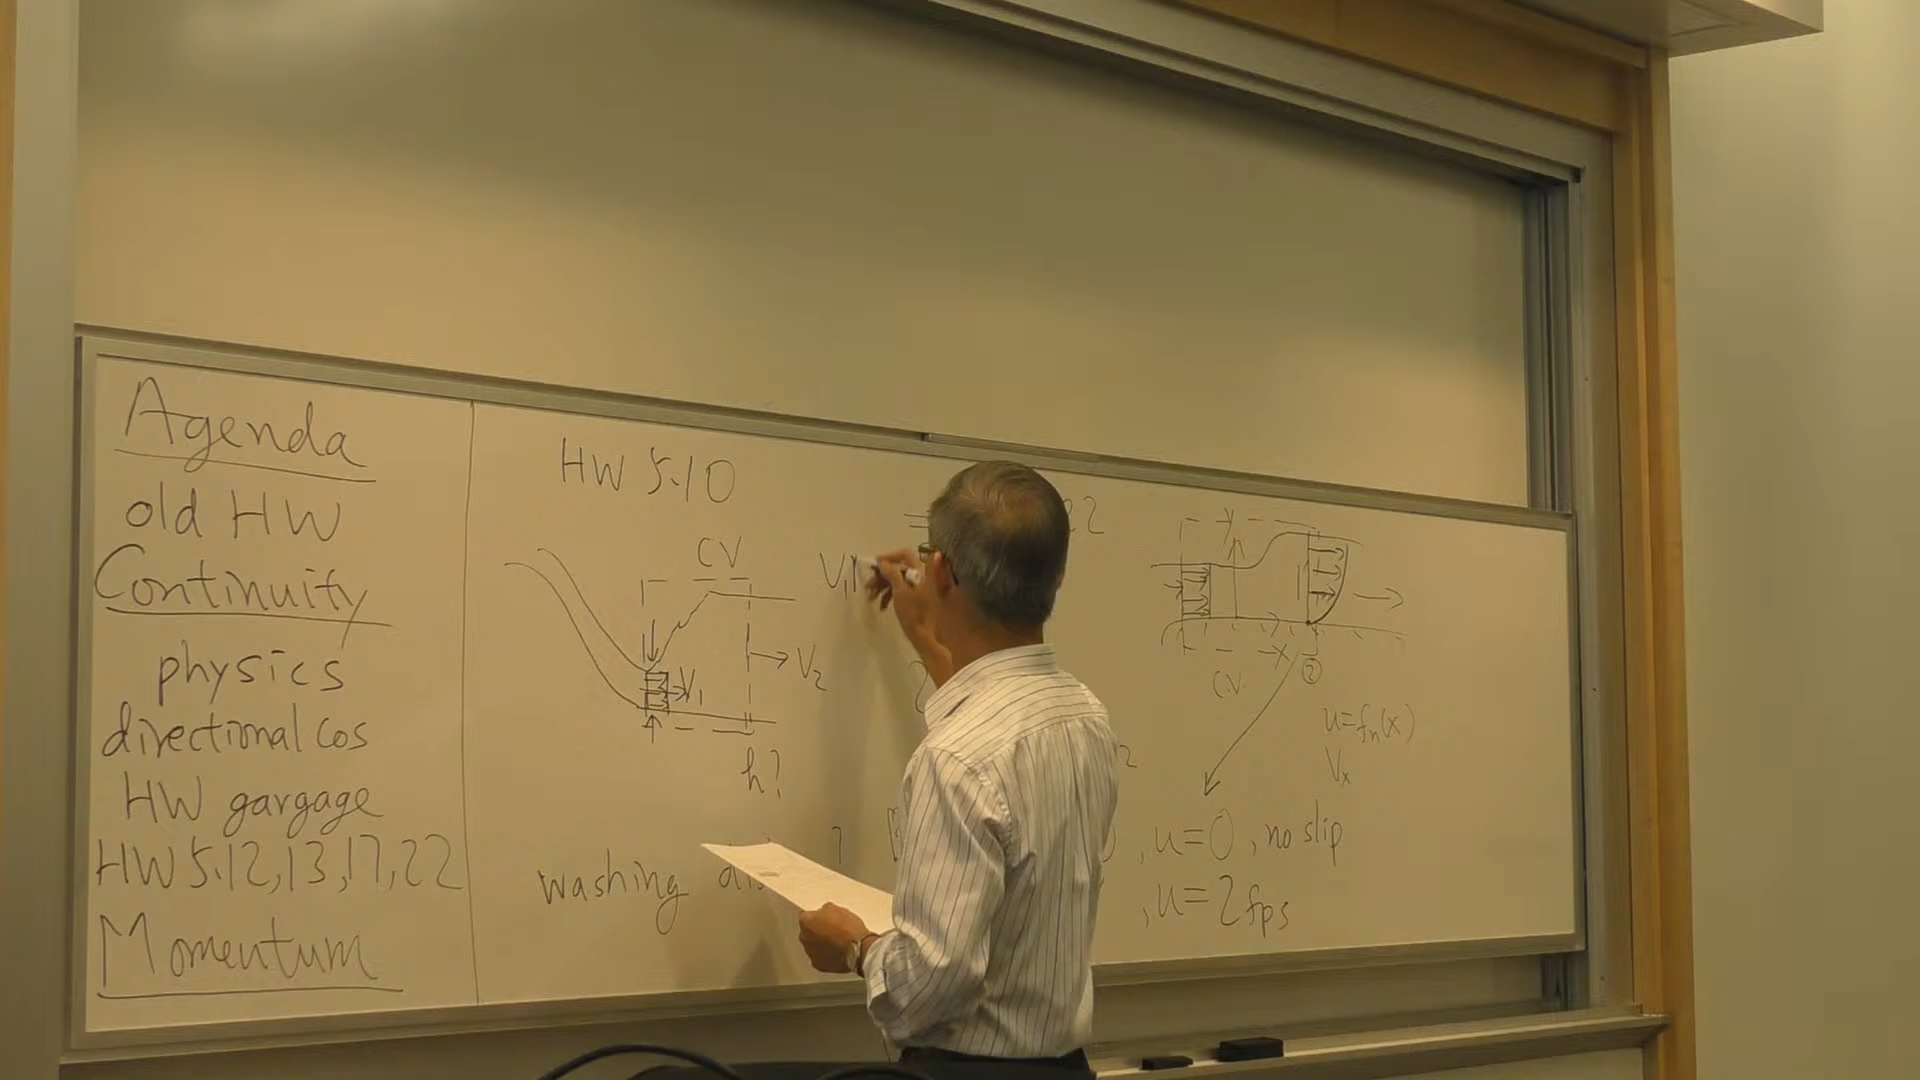 Agenda
old HW
Continuity
physics
directional cos
HW gargage
HW 5.12,13,17,22
Momentum
HW 5.10
CV
V₁
V₂
h?
washing
V₁
=
22
C.V.
x
②
u=fn(x)
Vx
, u=0, no slip
, u=2fps